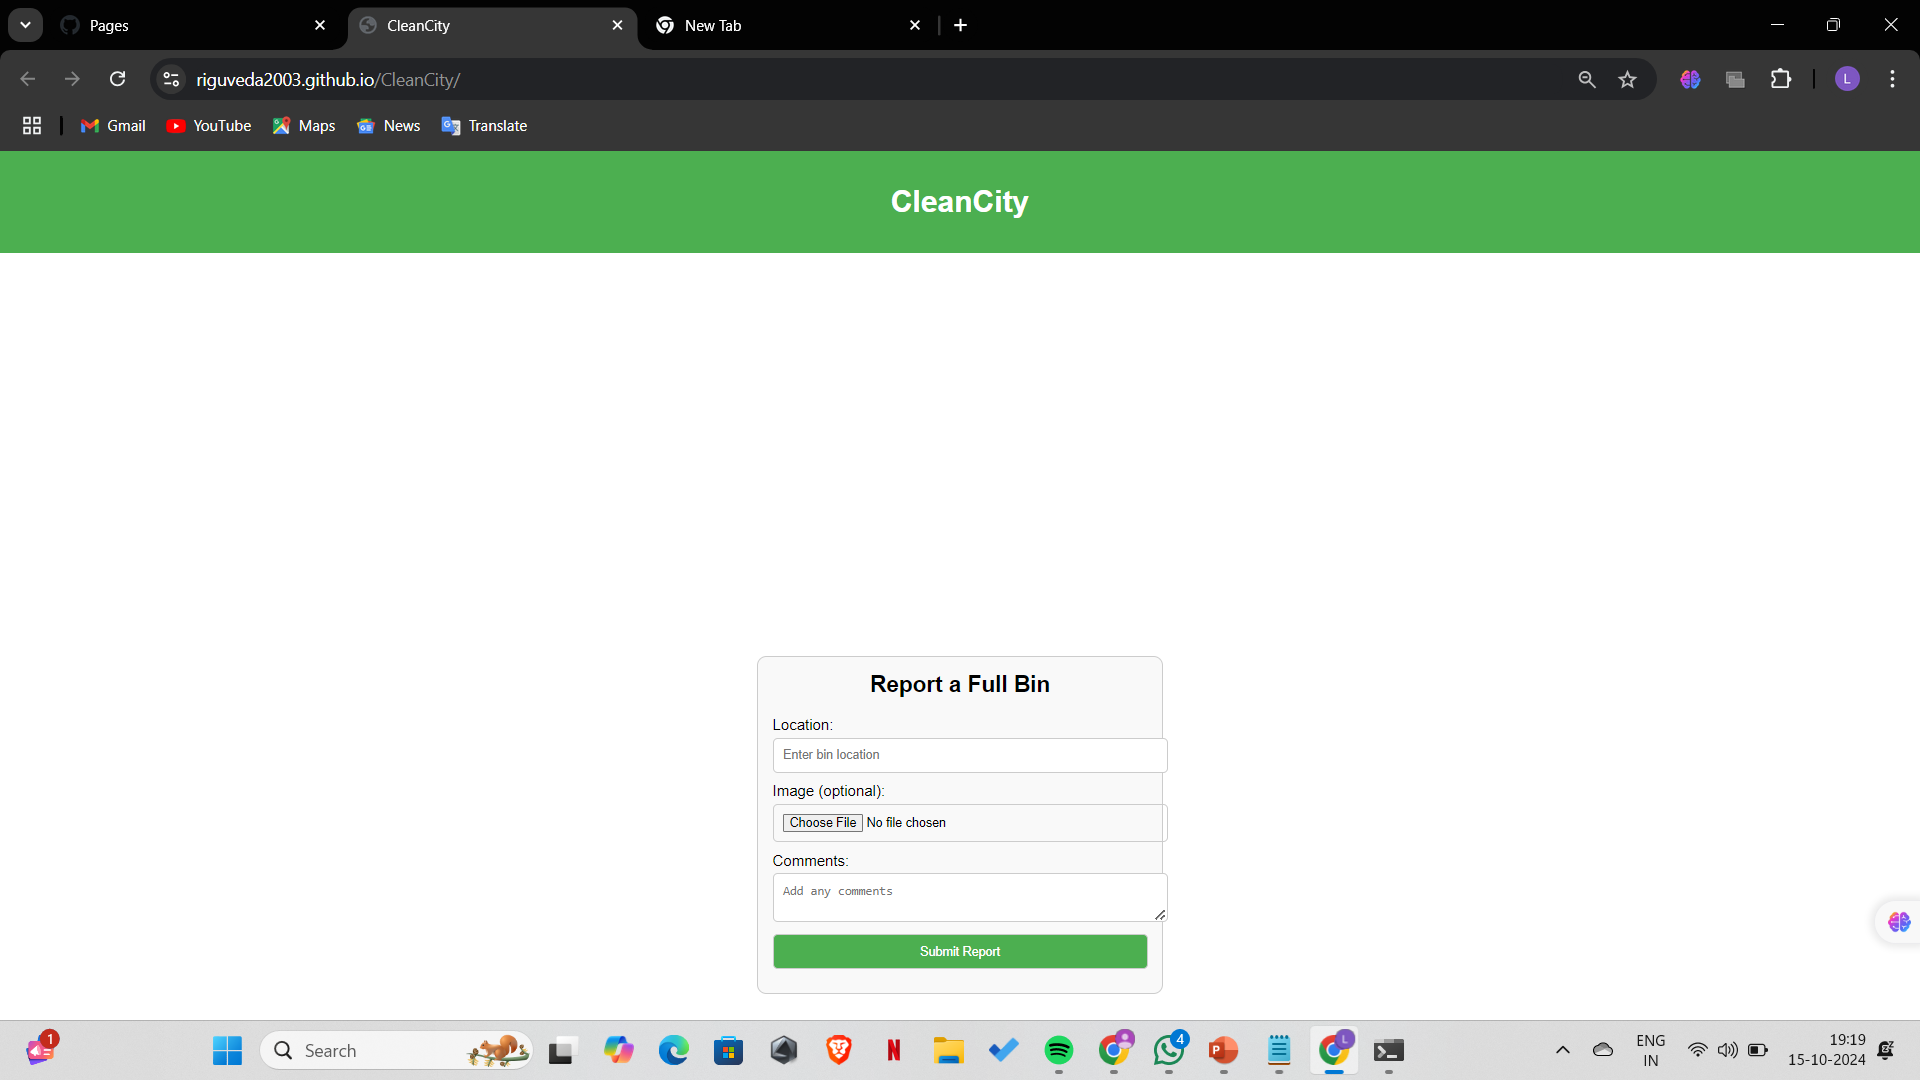 Pages
CleanCity
New Tab
riguveda2003.github.io/CleanCity/
L
Gmail
YouTube
Maps
News
Translate
CleanCity
Report a Full Bin
Location:
Enter bin location
Image (optional):
Choose File No file chosen
Comments:
Add any comments
Submit Report
1
Search
N
4
P
L
ENG
IN
19:19
15-10-2024